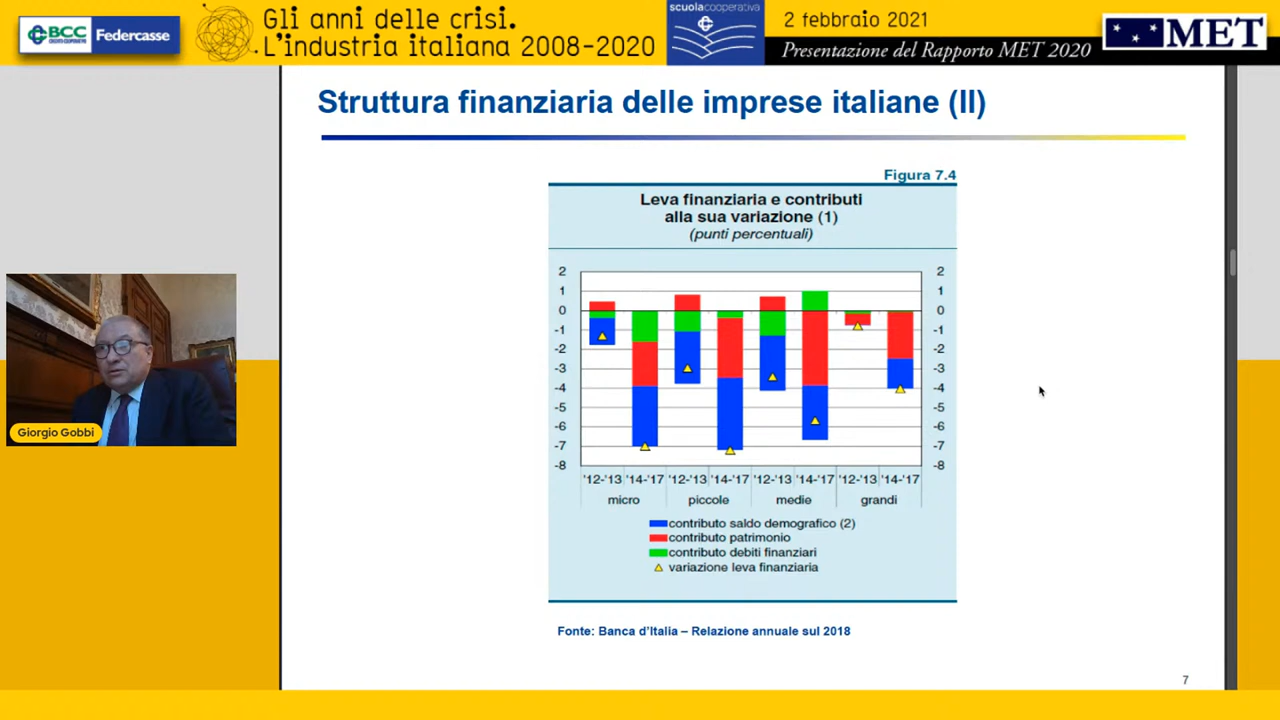 BCC
CREDITO COOPERATIVO
Federcasse
Gli anni delle crisi.
L'industria italiana 2008-2020
scuolacooperativa
2 febbraio 2021
Presentazione del Rapporto MET 2020
MET
Struttura finanziaria delle imprese italiane (II)
Figura 7.4
Leva finanziaria e contributi
alla sua variazione (1)
(punti percentuali)
2 2
1 1
0 0
-1 -1
-2 -2
-3 -3
-4 -4
-5 -5
-6 -6
-7 -7
-8 -8
'12-'13 '14-'17 '12-'13 '14-'17 '12-'13 '14-'17 '12-'13 '14-'17
micro piccole medie grandi
contributo saldo demografico (2)
contributo patrimonio
contributo debiti finanziari
variazione leva finanziaria
Fonte: Banca d'Italia – Relazione annuale sul 2018
7
Giorgio Gobbi